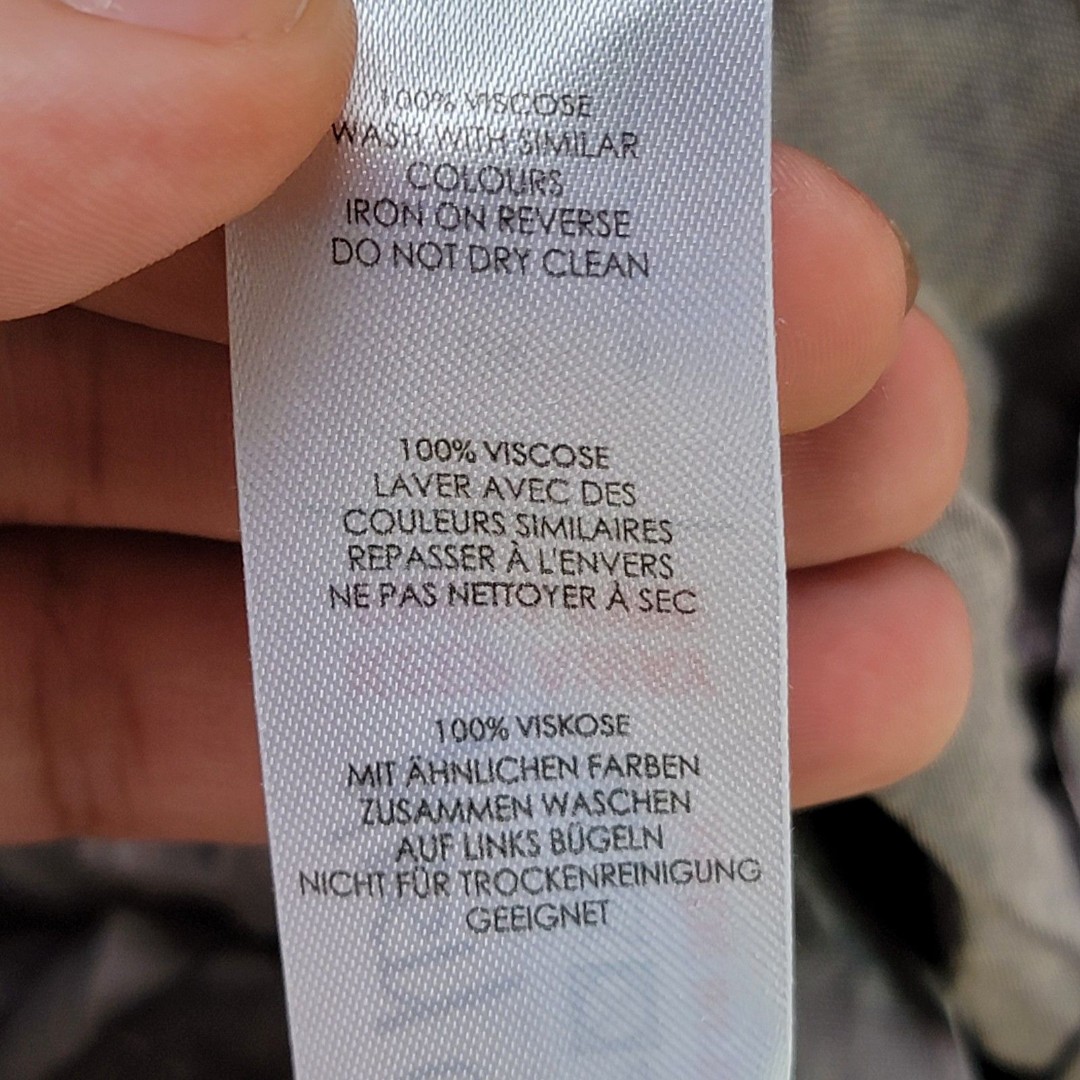 100% VISCOSE
WASH WITH SIMILAR
COLOURS
IRON ON REVERSE
DO NOT DRY CLEAN
100% VISCOSE
LAVER AVEC DES
COULEURS SIMILAIRES
REPASSER À L'ENVERS
NE PAS NETTOYER À SEC
100% VISKOSE
MIT ÄHNLICHEN FARBEN
ZUSAMMEN WASCHEN
AUF LINKS BÜGELN
NICHT FÜR TROCKENREINIGUNG
GEEIGNET